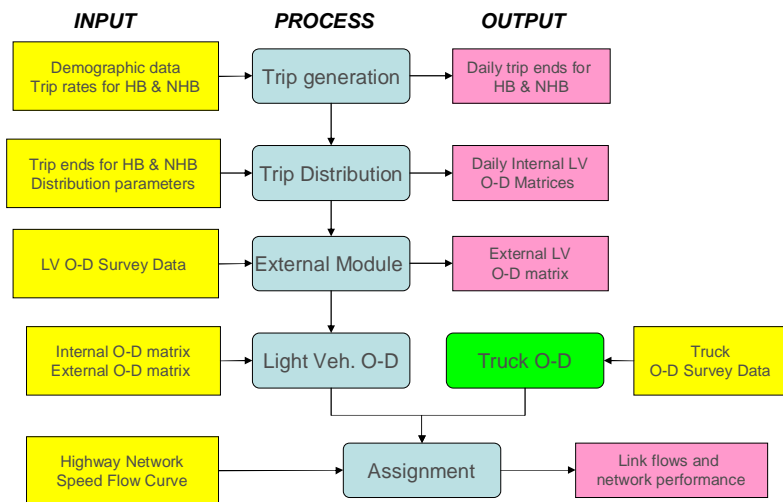 INPUT
PROCESS
OUTPUT
Demographic data
Trip rates for HB & NHB
Trip generation
Daily trip ends for
HB & NHB
Trip ends for HB & NHB
Distribution parameters
Trip Distribution
Daily Internal LV
O-D Matrices
LV O-D Survey Data
External Module
External LV
O-D matrix
Internal O-D matrix
External O-D matrix
Light Veh. O-D
Truck O-D
Truck
O-D Survey Data
Highway Network
Speed Flow Curve
Assignment
Link flows and
network performance